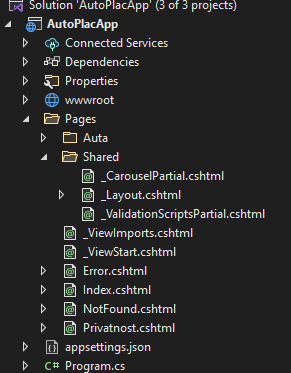 Solution 'AutoPlacApp' (3 of 3 projects)
AutoPlacApp
Connected Services
Dependencies
Properties
wwwroot
Pages
Auta
Shared
_CarouselPartial.cshtml
_Layout.cshtml
_ValidationScriptsPartial.cshtml
_ViewImports.cshtml
_ViewStart.cshtml
Error.cshtml
Index.cshtml
NotFound.cshtml
Privatnost.cshtml
appsettings.json
C# Program.cs